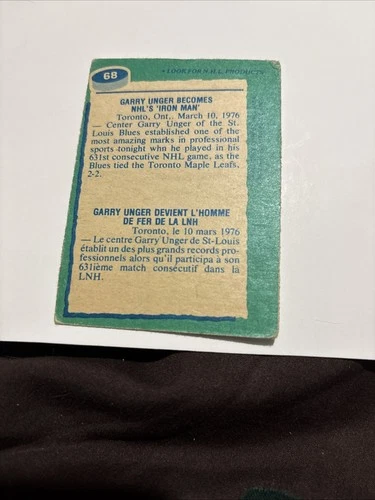 68
• LOOK FOR N.H.L. PRODUCTS
GARRY UNGER BECOMES
NHL'S 'IRON MAN'
Toronto, Ont., March 10, 1976
— Center Garry Unger of the St.
Louis Blues established one of the
most amazing marks in professional
sports tonight whn he played in his
631st consecutive NHL game, as the
Blues tied the Toronto Maple Leafs,
2-2.
GARRY UNGER DEVIENT L'HOMME
DE FER DE LA LNH
Toronto, le 10 mars 1976
— Le centre Garry Unger de St-Louis
établit un des plus grands records pro-
fessionnels alors qu'il participa à son
631ième match consécutif dans la
LNH.